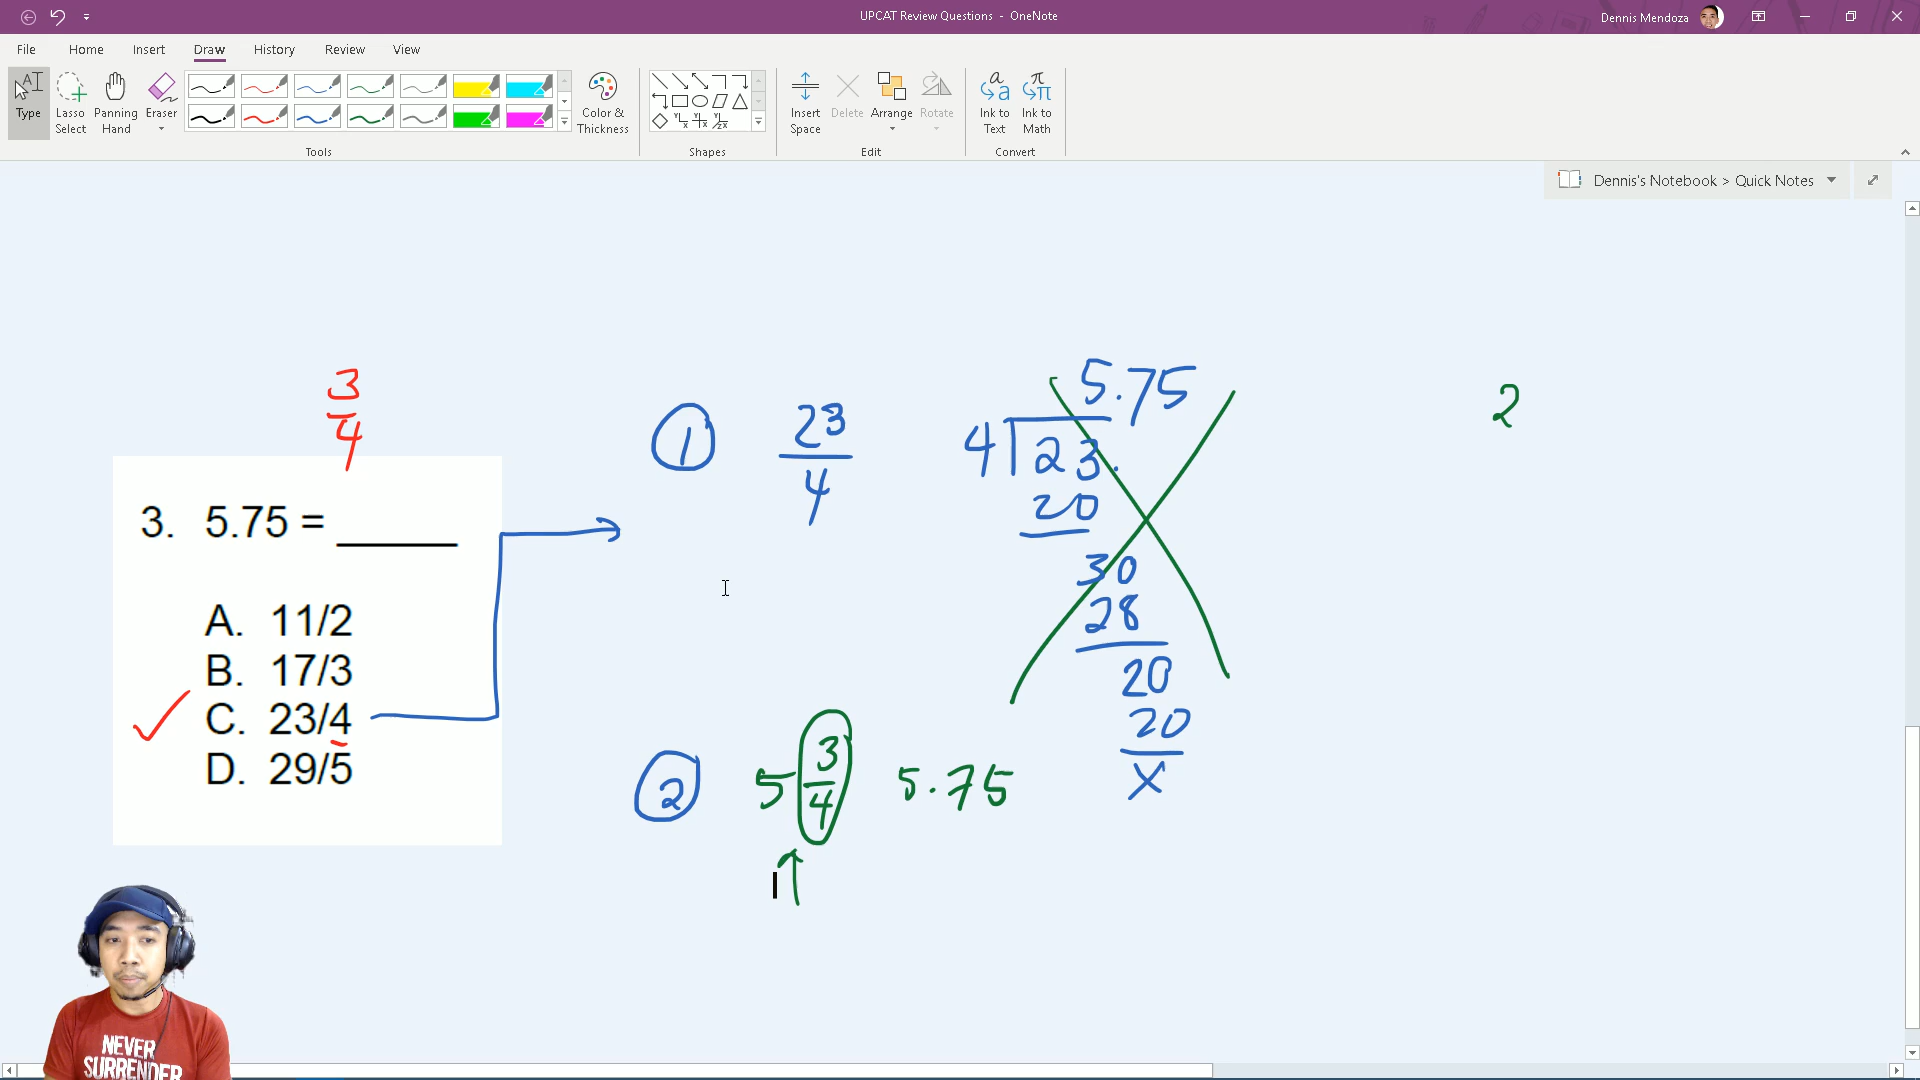 UPCAT Review Questions - OneNote
Dennis Mendoza
File Home Insert Draw History Review View
Type
Lasso Select
Panning Hand
Eraser
Color & Thickness
Insert Space
Delete
Arrange
Rotate
Ink to Text
Ink to Math
Tools
Shapes
Edit
Convert
Dennis's Notebook > Quick Notes
3/4
3. 5.75 = ______
A. 11/2
B. 17/3
C. 23/4
D. 29/5
1
23/4
5.75
4 23.
20
30
28
20
20
x
2
2
5 3/4 5.75
NEVER
SURRENDER